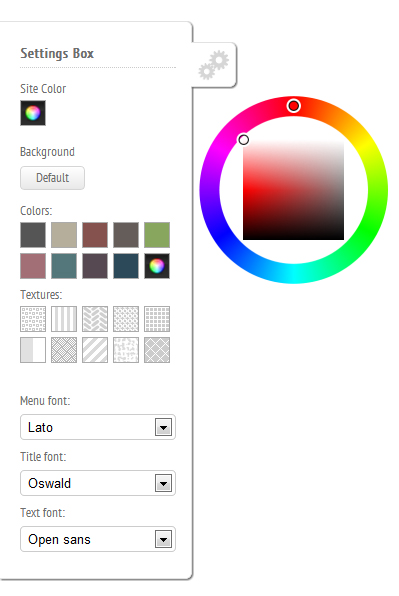 Settings Box
Site Color
Background
Default
Colors:
Textures:
Menu font:
Lato
Title font:
Oswald
Text font:
Open sans